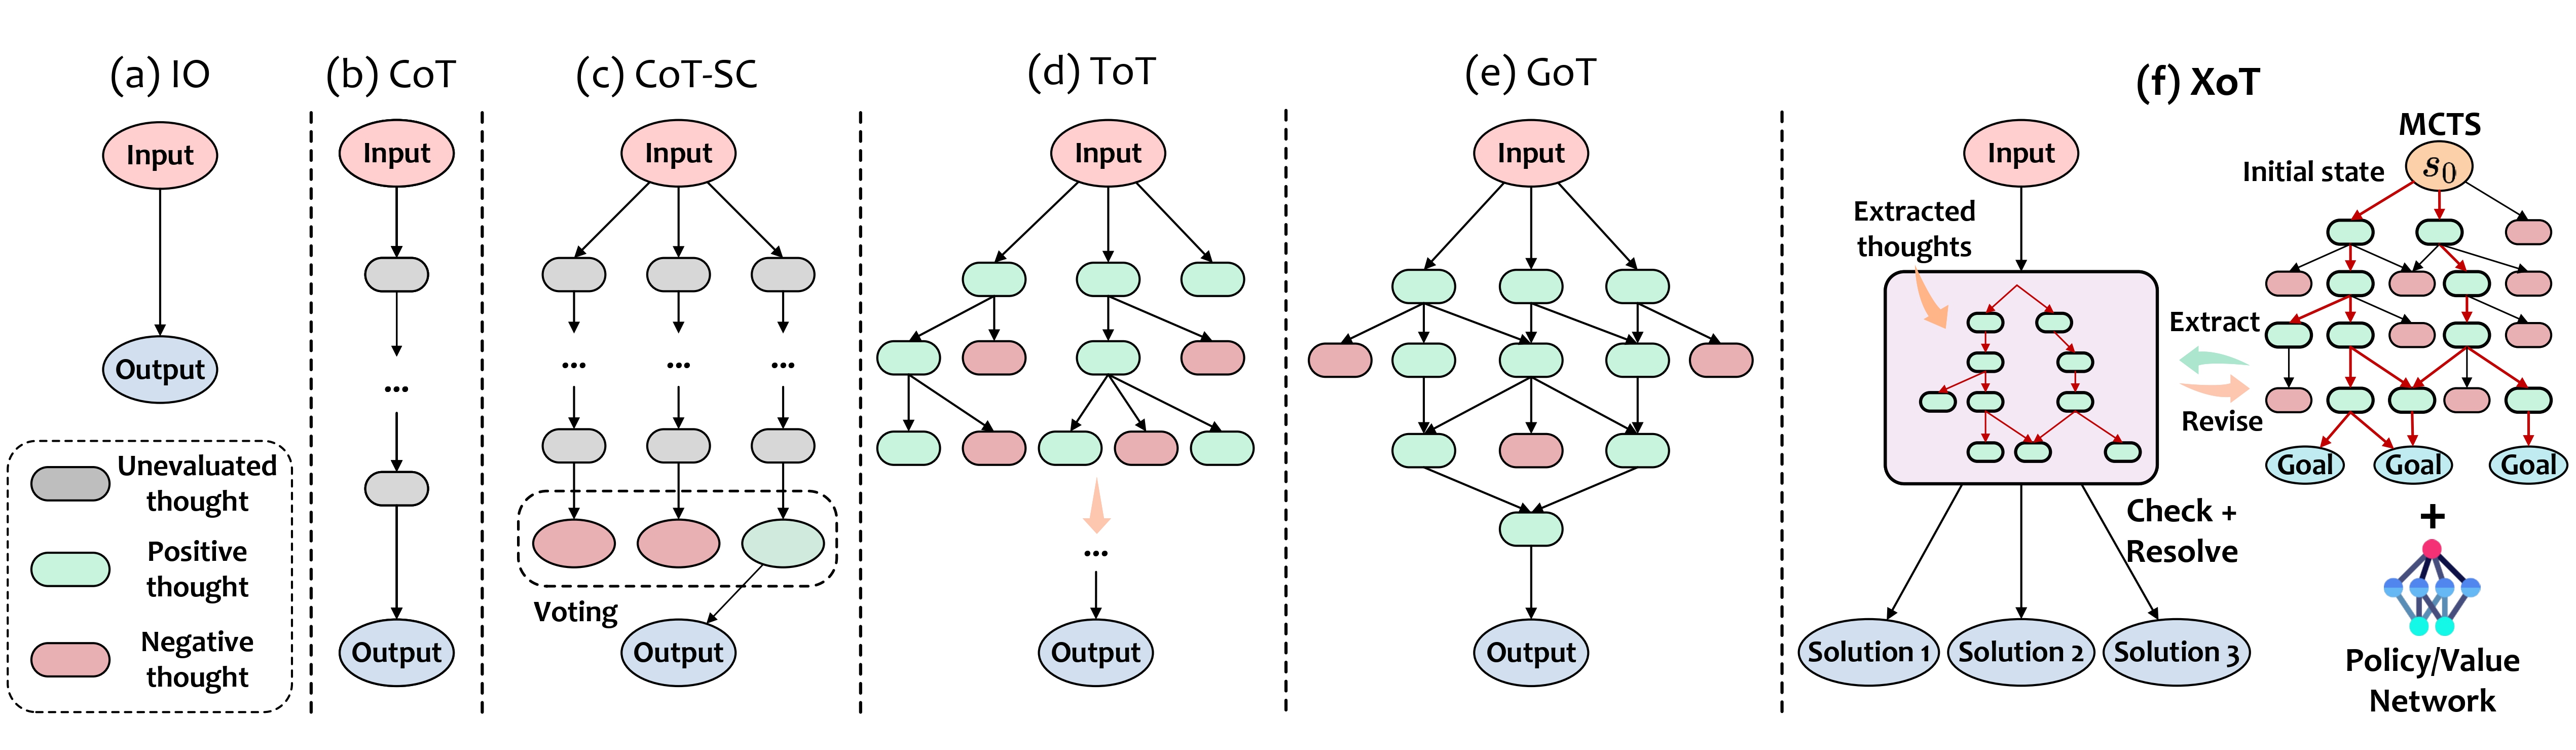 (a) IO
Input
Output
Unevaluated
thought
Positive
thought
Negative
thought
(b) CoT
Input
...
Output
(c) CoT-SC
Input
... ... ...
Voting
Output
(d) ToT
Input
...
Output
(e) GoT
Input
Output
(f) XoT
Input
Extracted
thoughts
Check +
Resolve
Solution 1
Solution 2
Solution 3
MCTS
Initial state
s0
Extract
Revise
Goal
Goal
Goal
+
Policy/Value
Network